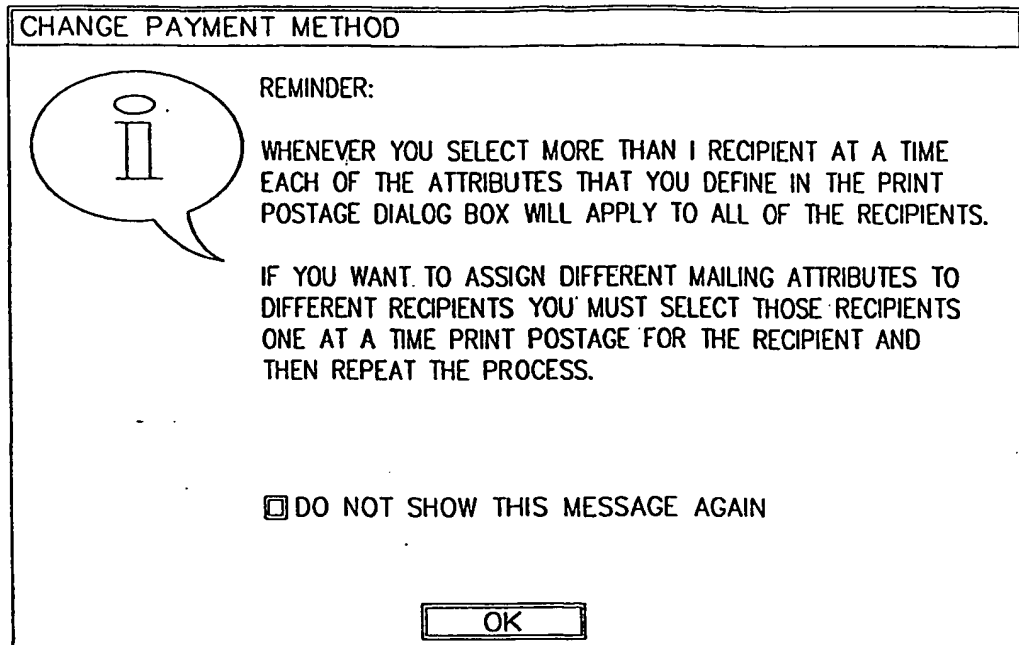 CHANGE PAYMENT METHOD
i
REMINDER:
WHENEVER YOU SELECT MORE THAN I RECIPIENT AT A TIME
EACH OF THE ATTRIBUTES THAT YOU DEFINE IN THE PRINT
POSTAGE DIALOG BOX WILL APPLY TO ALL OF THE RECIPIENTS.
IF YOU WANT TO ASSIGN DIFFERENT MAILING ATTRIBUTES TO
DIFFERENT RECIPIENTS YOU MUST SELECT THOSE RECIPIENTS
ONE AT A TIME PRINT POSTAGE FOR THE RECIPIENT AND
THEN REPEAT THE PROCESS.
DO NOT SHOW THIS MESSAGE AGAIN
OK